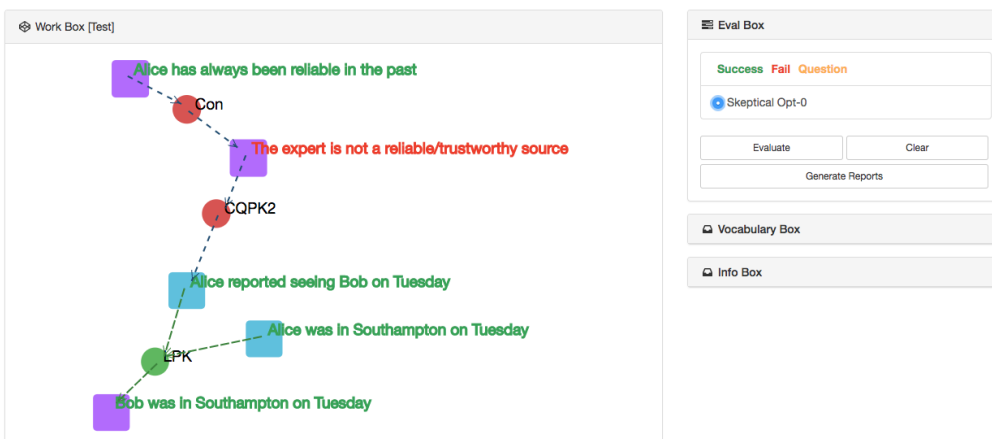 Work Box [Test]
Alice has always been reliable in the past
Con
The expert is not a reliable/trustworthy source
CQPK2
Alice reported seeing Bob on Tuesday
Alice was in Southampton on Tuesday
LPK
Bob was in Southampton on Tuesday
Eval Box
Success Fail Question
Skeptical Opt-0
Evaluate Clear
Generate Reports
Vocabulary Box
Info Box